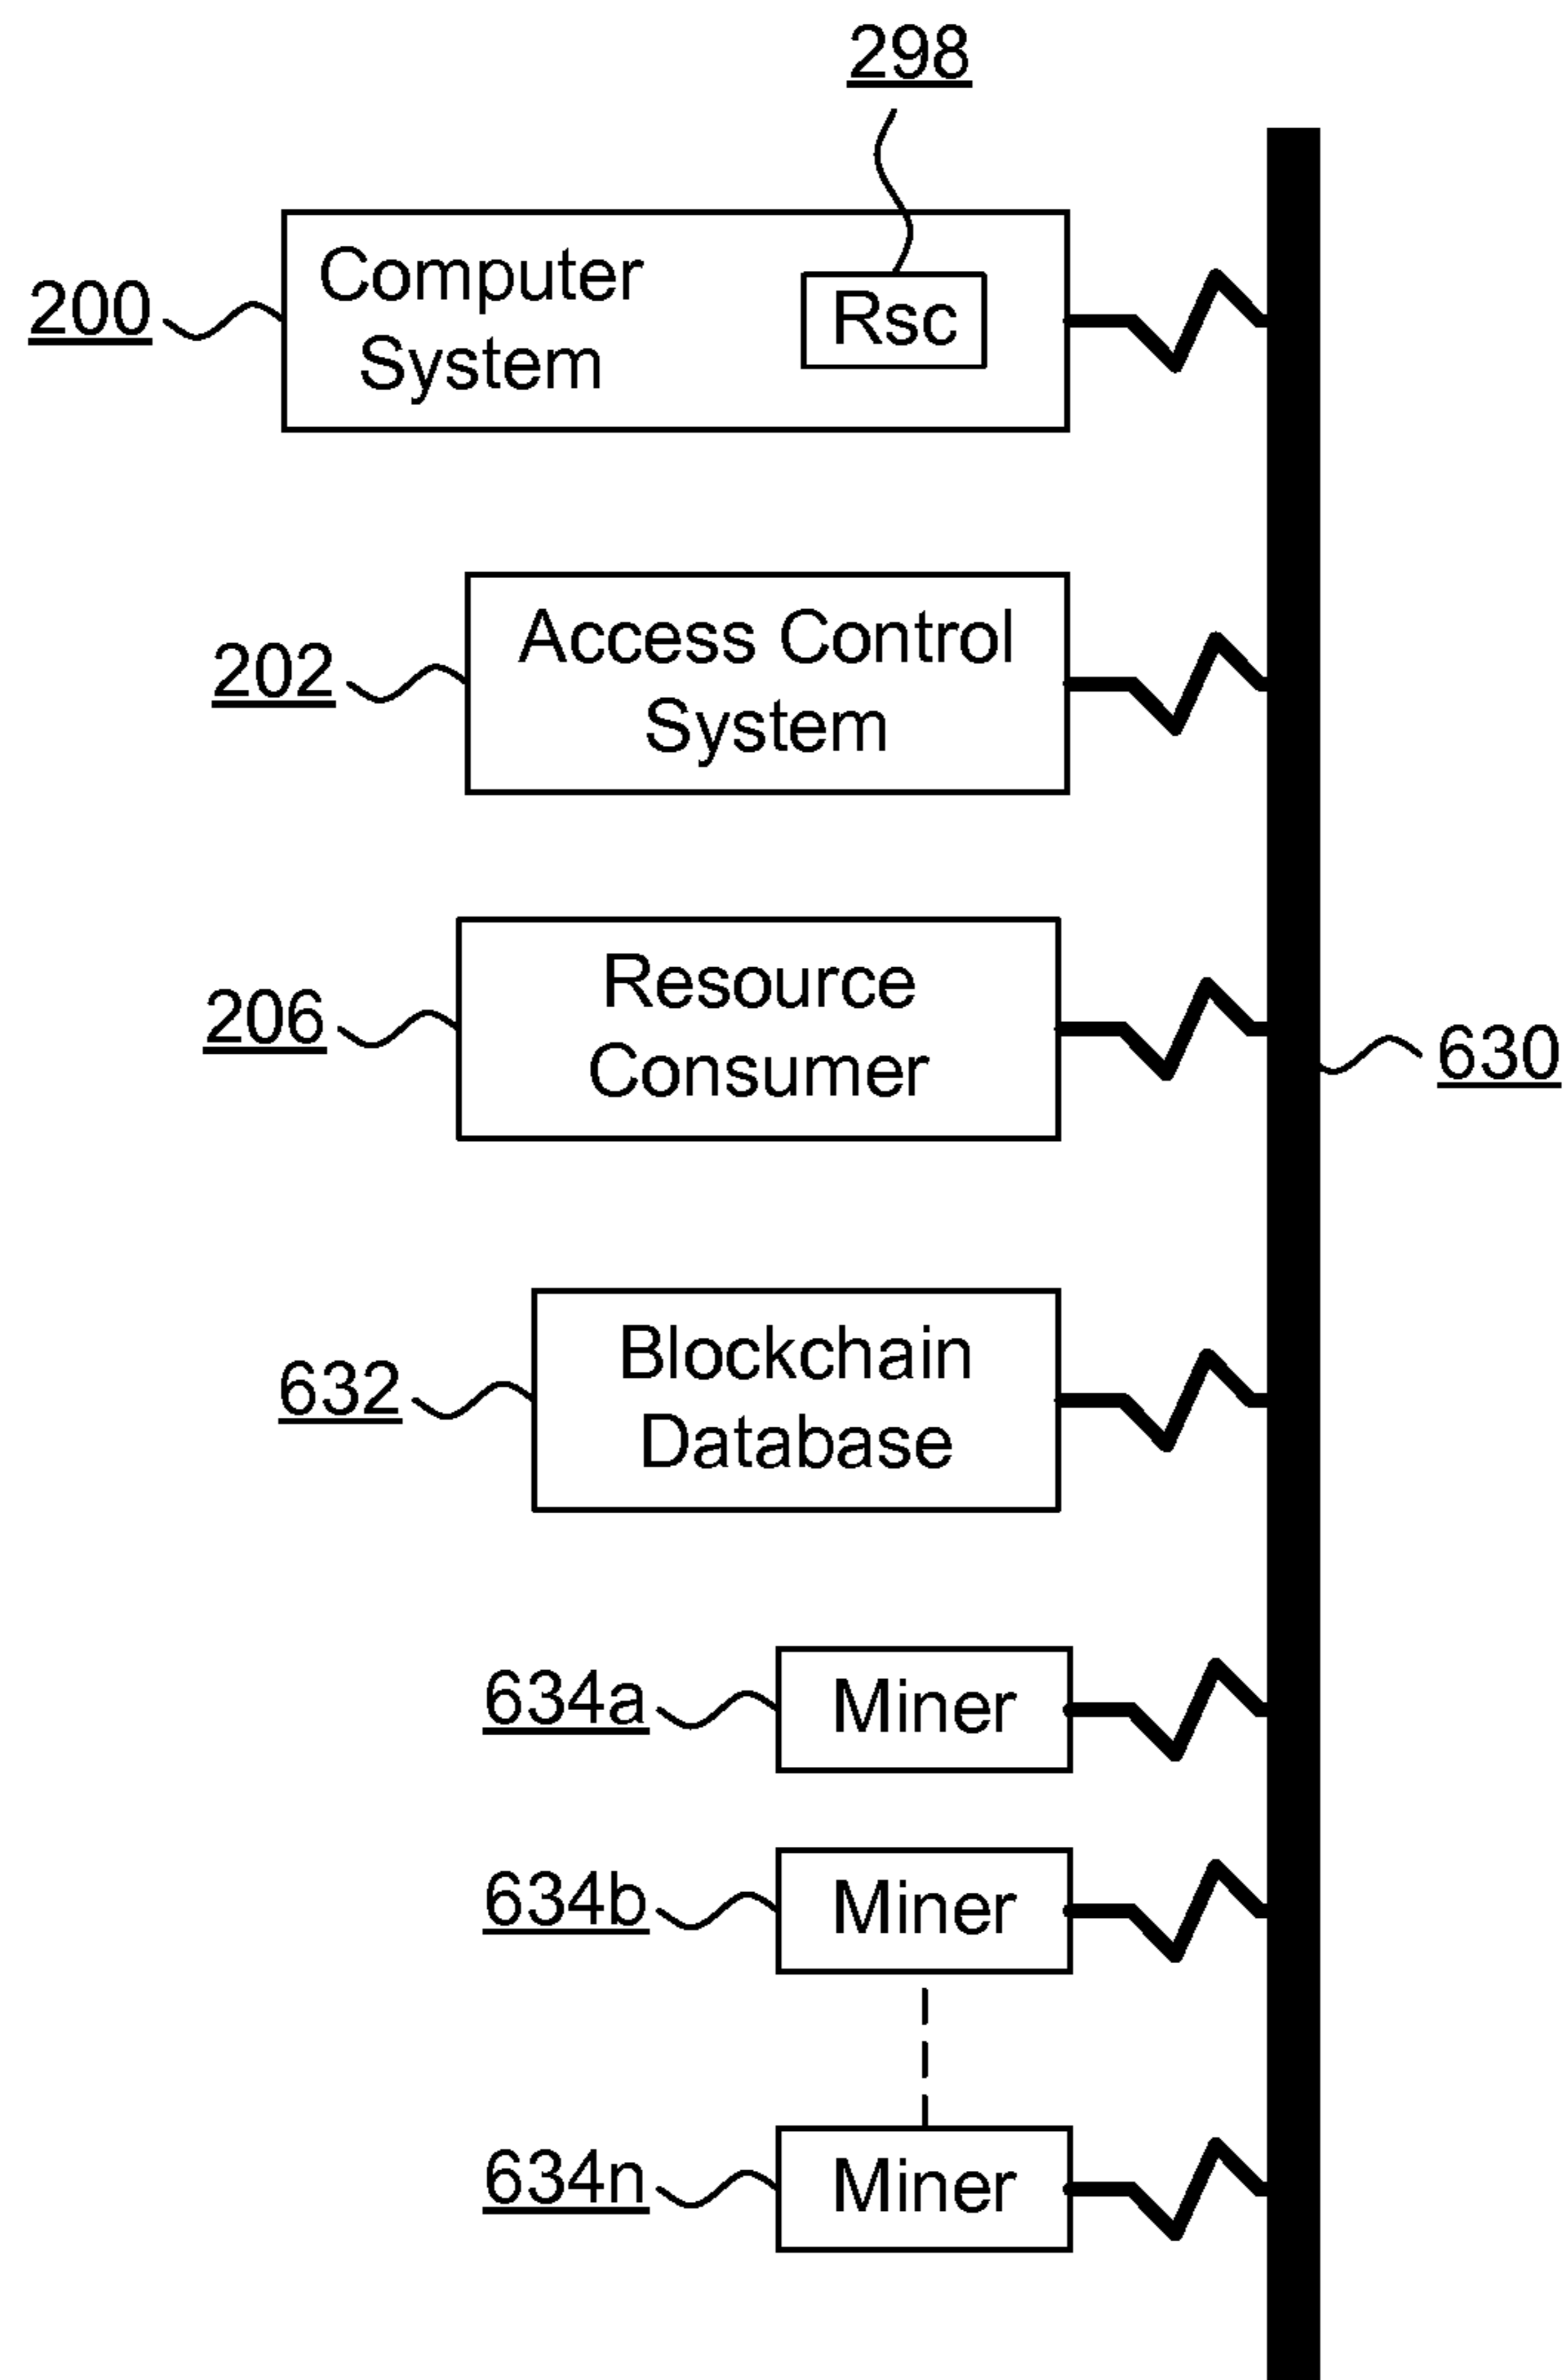 298
200
Computer
System
Rsc
202
Access Control
System
206
Resource
Consumer
630
632
Blockchain
Database
634a
Miner
634b
Miner
634n
Miner